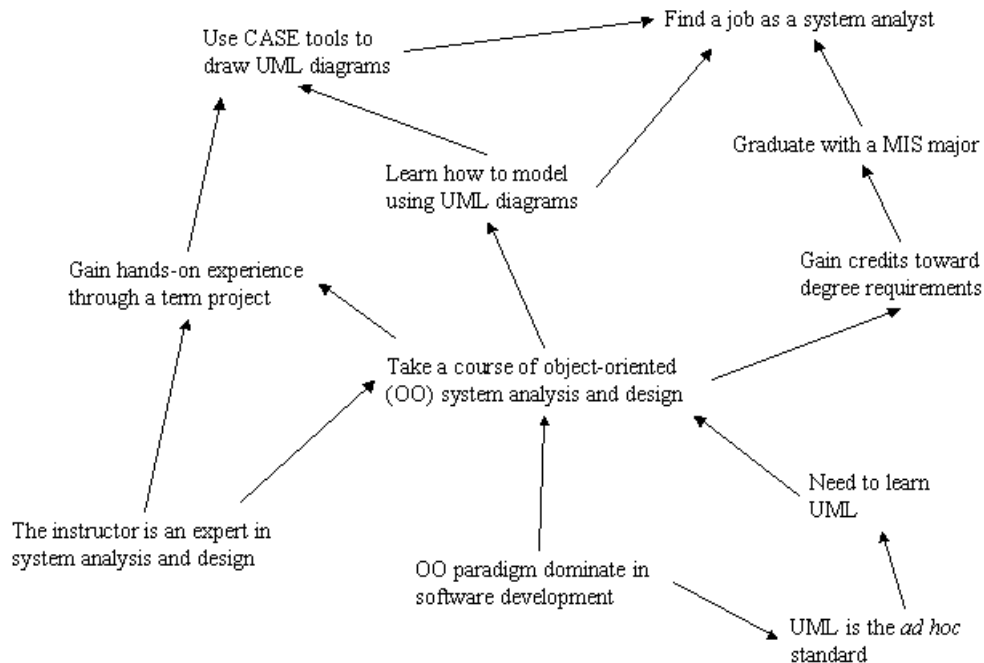 Find a job as a system analyst
Use CASE tools to
draw UML diagrams
Graduate with a MIS major
Learn how to model
using UML diagrams
Gain hands-on experience
through a term project
Gain credits toward
degree requirements
Take a course of object-oriented
(OO) system analysis and design
Need to learn
UML
The instructor is an expert in
system analysis and design
OO paradigm dominate in
software development
UML is the ad hoc
standard